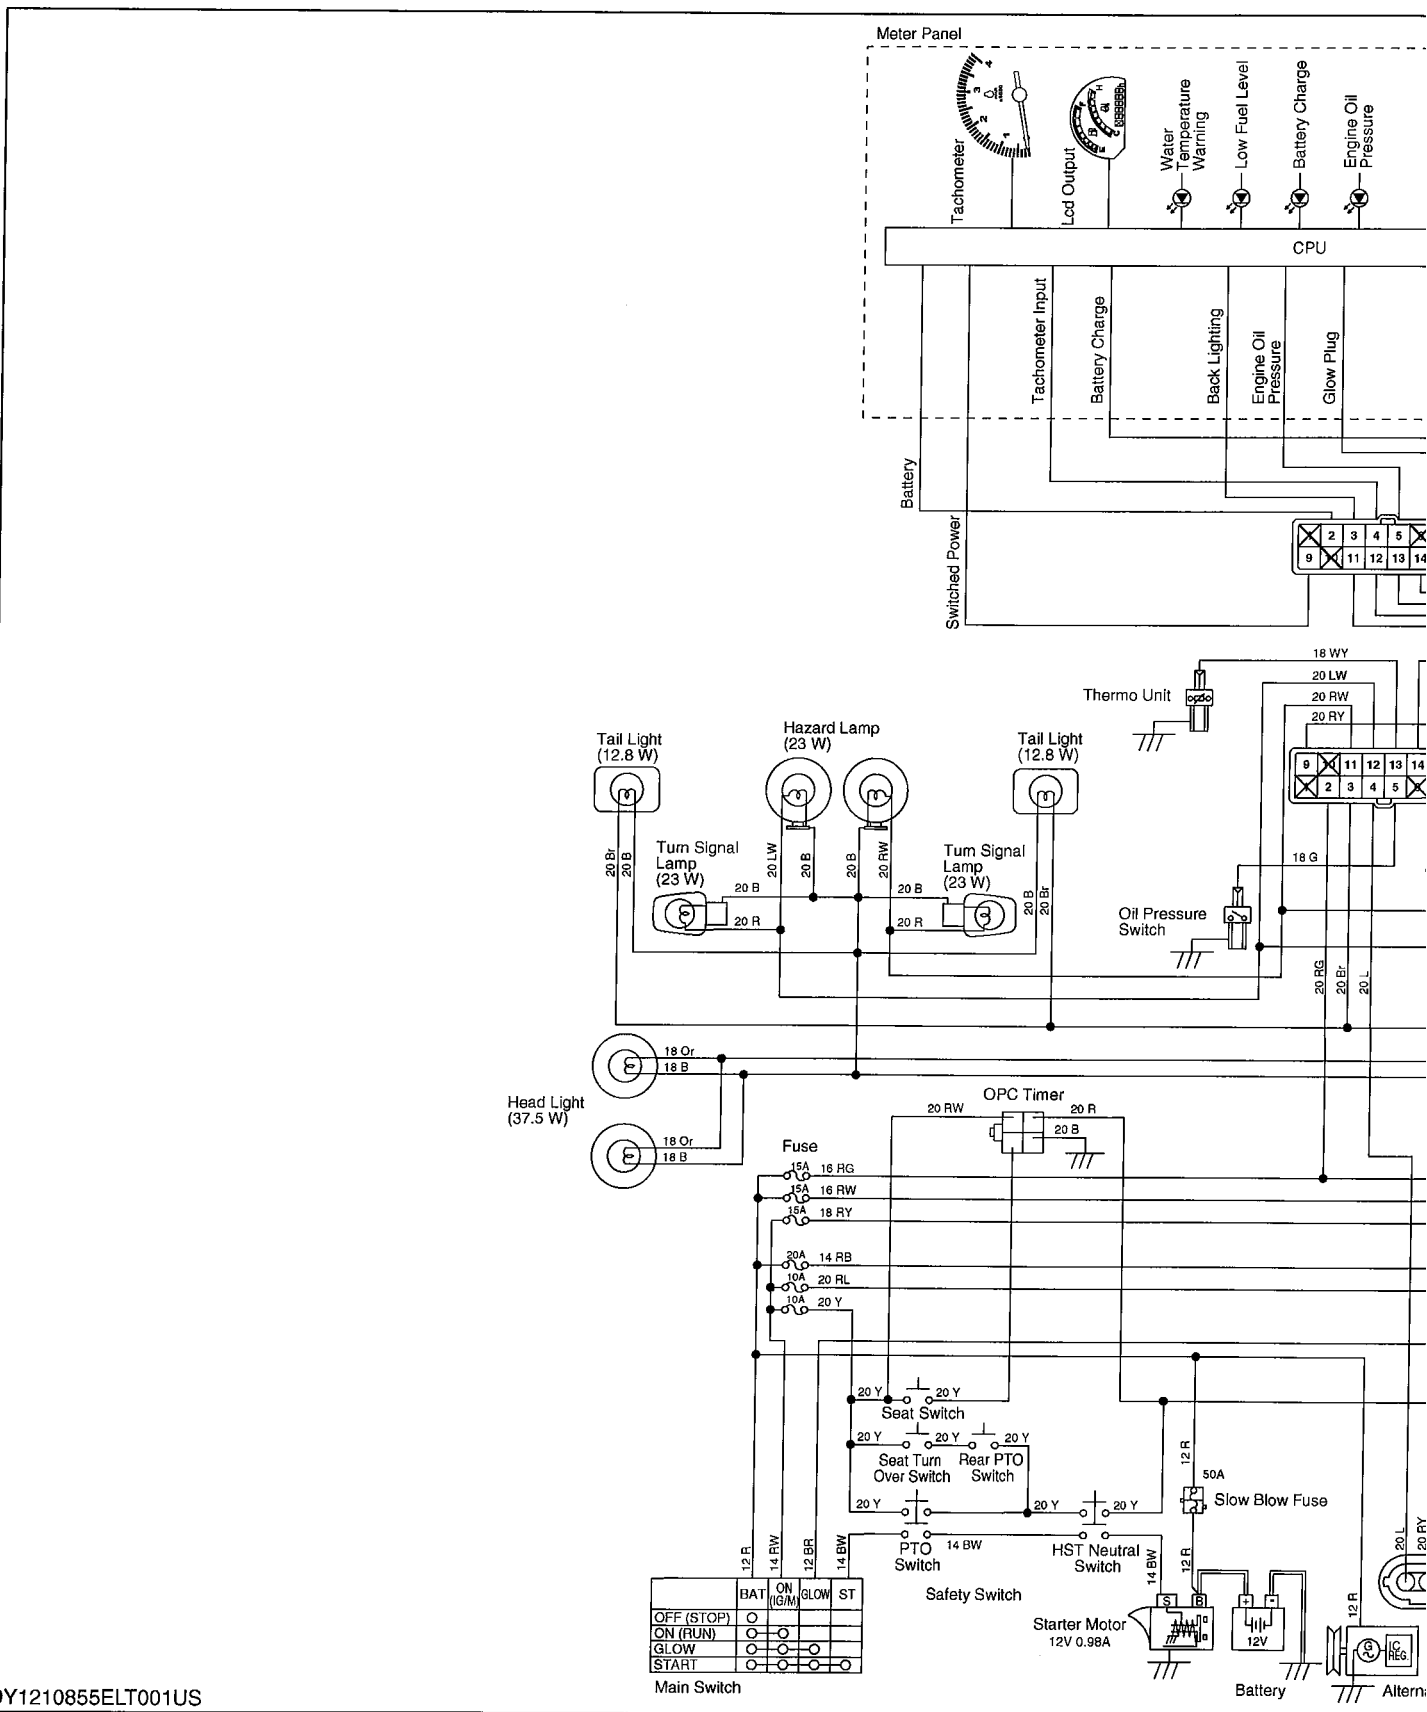 Meter Panel
Tachometer
4
3
2
1
Lcd Output
F
E
H
C
Water
Temperature
Warning
Low Fuel Level
Battery Charge
Engine Oil
Pressure
CPU
Tachometer Input
Battery Charge
Back Lighting
Engine Oil
Pressure
Glow Plug
Battery
Switched Power
2 3 4 5
9 11 12 13 14
18 WY
20 LW
20 RW
20 RY
Thermo Unit
9 11 12 13 14
2 3 4 5
Tail Light
(12.8 W)
Hazard Lamp
(23 W)
Tail Light
(12.8 W)
20 Br
20 B
Turn Signal
Lamp
(23 W)
20 LW
20 B
20 B
20 RW
Turn Signal
Lamp
(23 W)
20 B
20 Br
20 B
20 R
20 B
20 R
18 G
Oil Pressure
Switch
20 RG
20 Br
20 L
18 Or
18 B
Head Light
(37.5 W)
18 Or
18 B
OPC Timer
20 RW
20 R
20 B
Fuse
15A 16 RG
15A 16 RW
15A 18 RY
20A 14 RB
10A 20 RL
10A 20 Y
20 Y 20 Y
Seat Switch
20 Y 20 Y 20 Y
Seat Turn
Over Switch
Rear PTO
Switch
20 Y 20 Y 20 Y
PTO
Switch
14 BW
HST Neutral
Switch
Safety Switch
12 R
50A
Slow Blow Fuse
12 R
14 BW
12 R
14 RW
12 BR
14 BW
BAT ON (IG/M) GLOW ST
OFF (STOP)
ON (RUN)
GLOW
START
Main Switch
S B
Starter Motor
12V 0.98A
+ -
12V
Battery
12 R
20 L
20 RY
G
IC
REG.
Alterna
9Y1210855ELT001US